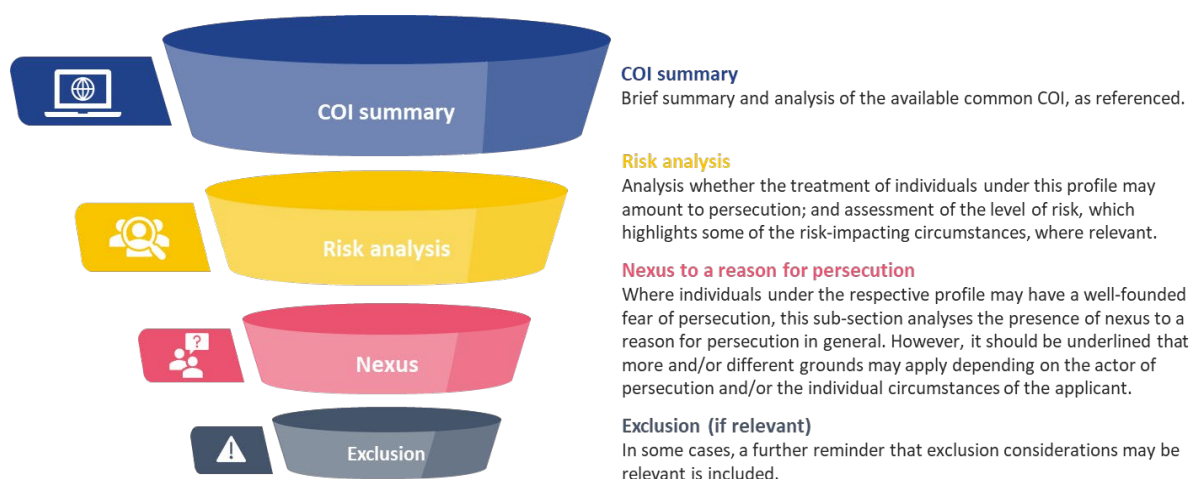 COI summary
COI summary
Brief summary and analysis of the available common COI, as referenced.
Risk analysis
Risk analysis
Analysis whether the treatment of individuals under this profile may
amount to persecution; and assessment of the level of risk, which
highlights some of the risk-impacting circumstances, where relevant.
Nexus
Nexus to a reason for persecution
Where individuals under the respective profile may have a well-founded
fear of persecution, this sub-section analyses the presence of nexus to a
reason for persecution in general. However, it should be underlined that
more and/or different grounds may apply depending on the actor of
persecution and/or the individual circumstances of the applicant.
?
Exclusion
Exclusion (if relevant)
In some cases, a further reminder that exclusion considerations may be
relevant is included.